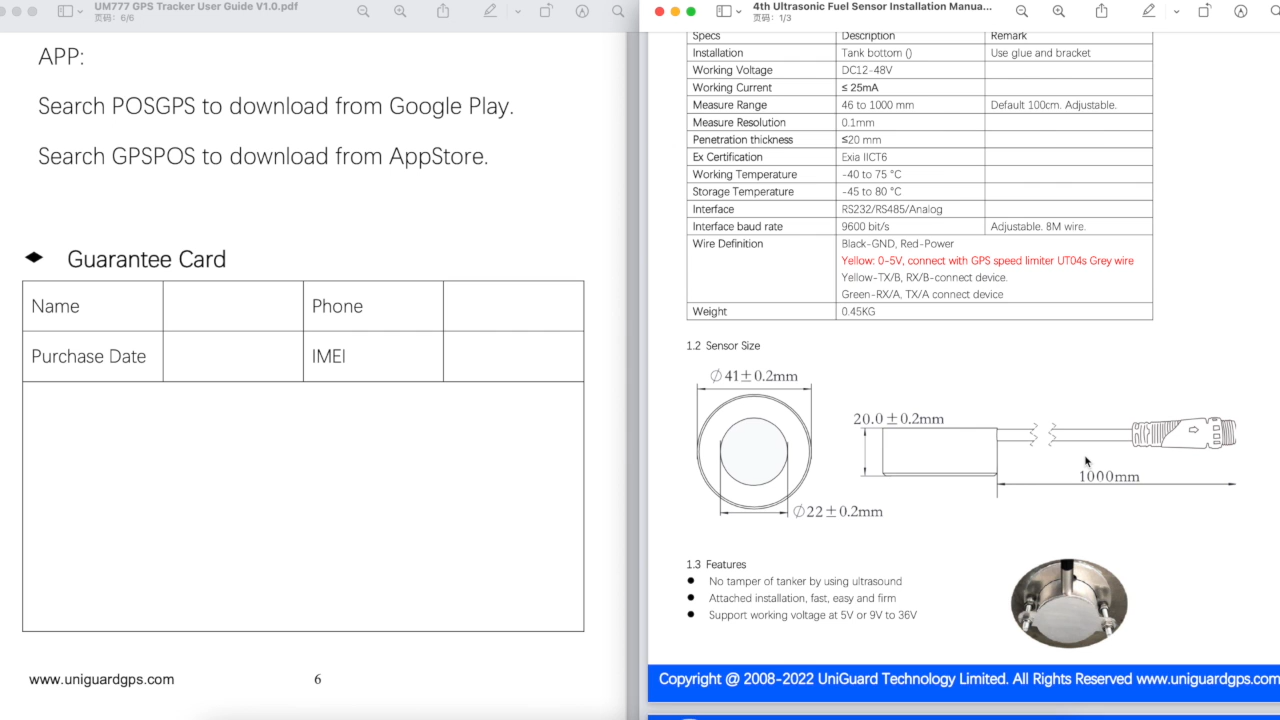 UM777 GPS Tracker User Guide V1.0.pdf
页码：6/6
APP:
Search POSGPS to download from Google Play.
Search GPSPOS to download from AppStore.
Guarantee Card
Name Phone
Purchase Date IMEI
www.uniguardgps.com 6
4th Ultrasonic Fuel Sensor Installation Manua...
页码：1/3
Specs Description Remark
Installation Tank bottom () Use glue and bracket
Working Voltage DC12-48V
Working Current ≤ 25mA
Measure Range 46 to 1000 mm Default 100cm. Adjustable.
Measure Resolution 0.1mm
Penetration thickness ≤20 mm
Ex Certification Exia IICT6
Working Temperature -40 to 75 °C
Storage Temperature -45 to 80 °C
Interface RS232/RS485/Analog
Interface baud rate 9600 bit/s Adjustable. 8M wire.
Wire Definition Black-GND, Red-Power
Yellow: 0-5V, connect with GPS speed limiter UT04s Grey wire
Yellow-TX/B, RX/B-connect device.
Green-RX/A, TX/A connect device
Weight 0.45KG
1.2 Sensor Size
∅41±0.2mm
20.0±0.2mm
1000mm
∅22±0.2mm
1.3 Features
● No tamper of tanker by using ultrasound
● Attached installation, fast, easy and firm
● Support working voltage at 5V or 9V to 36V
Copyright @ 2008-2022 UniGuard Technology Limited. All Rights Reserved www.uniguardgps.com